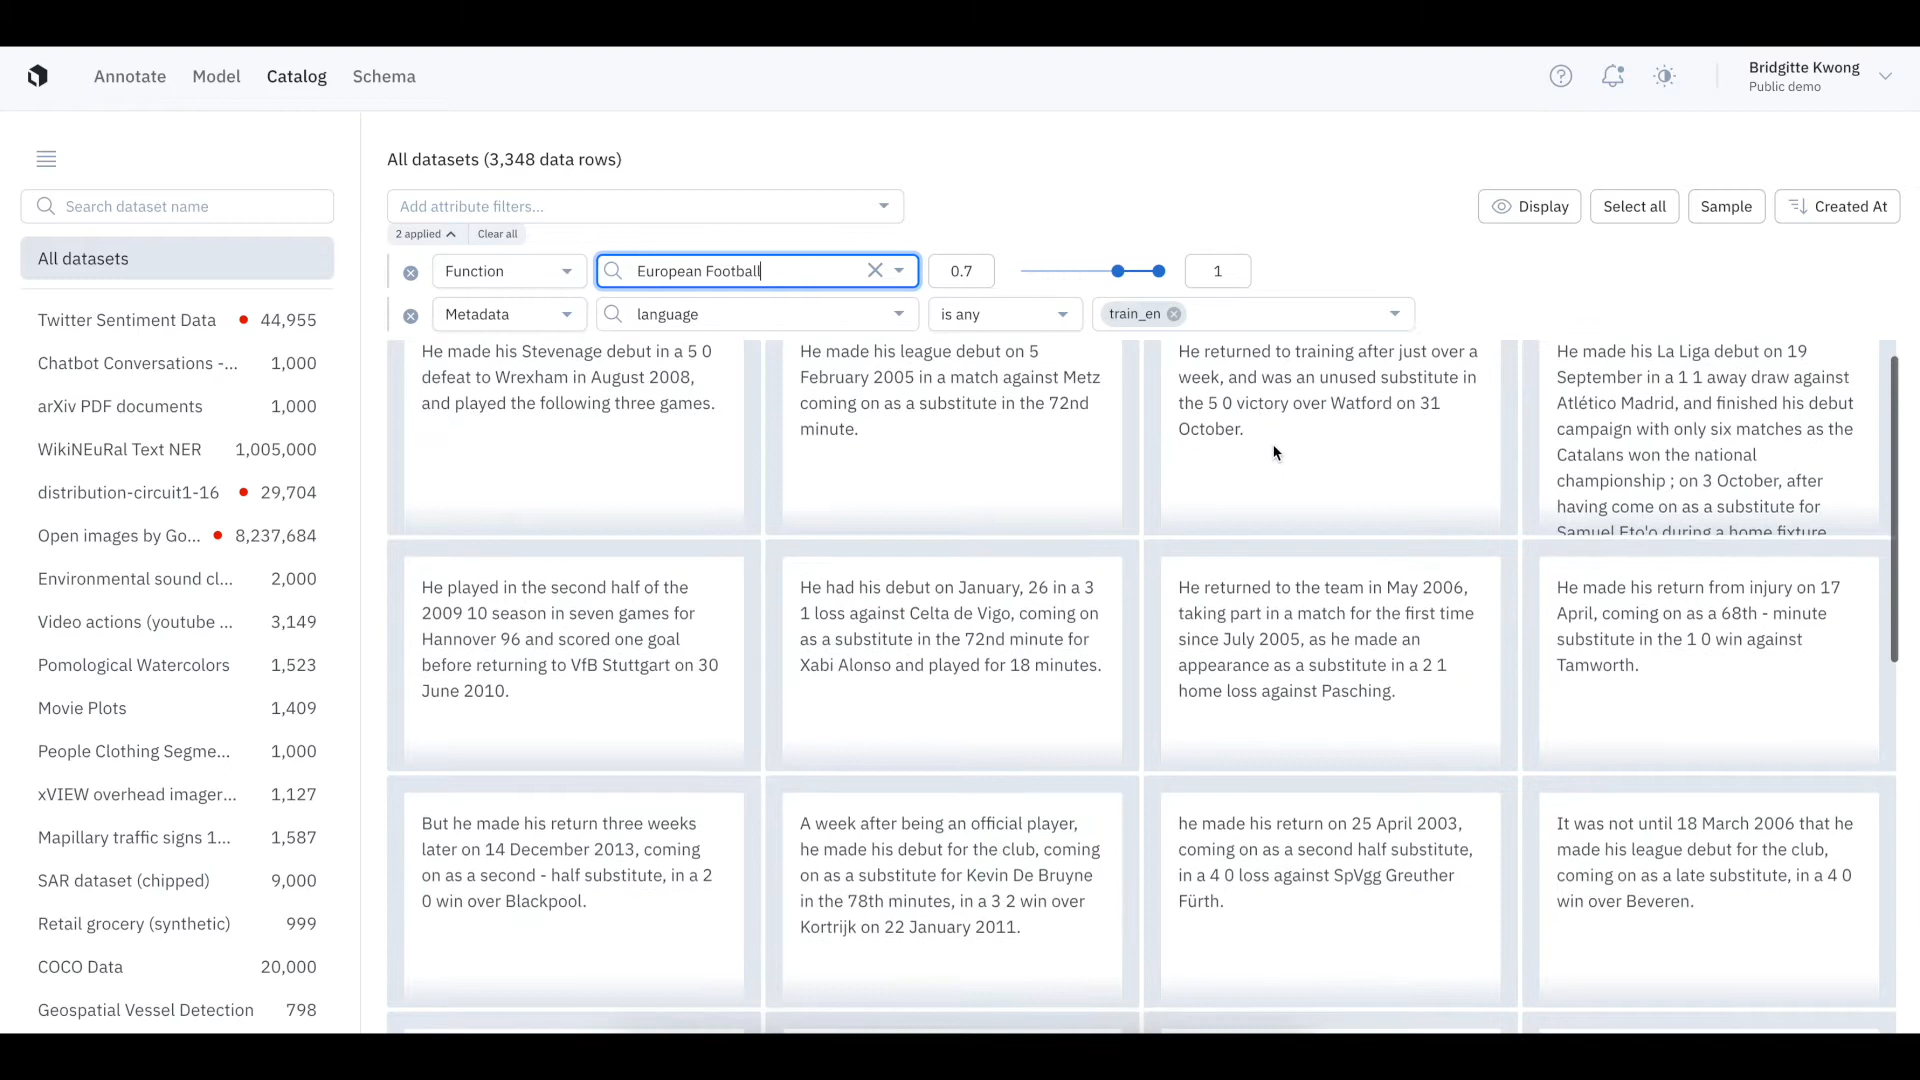 Annotate Model Catalog Schema
Bridgitte Kwong
Public demo
Search dataset name
All datasets
Twitter Sentiment Data 44,955
Chatbot Conversations -... 1,000
arXiv PDF documents 1,000
WikiNEuRal Text NER 1,005,000
distribution-circuit1-16 29,704
Open images by Go... 8,237,684
Environmental sound cl... 2,000
Video actions (youtube ... 3,149
Pomological Watercolors 1,523
Movie Plots 1,409
People Clothing Segme... 1,000
xVIEW overhead imager... 1,127
Mapillary traffic signs 1... 1,587
SAR dataset (chipped) 9,000
Retail grocery (synthetic) 999
COCO Data 20,000
Geospatial Vessel Detection 798
All datasets (3,348 data rows)
Add attribute filters...
Display Select all Sample Created At
2 applied Clear all
Function European Football 0.7 1
Metadata language is any train_en
He made his Stevenage debut in a 5 0
defeat to Wrexham in August 2008,
and played the following three games.
He made his league debut on 5
February 2005 in a match against Metz
coming on as a substitute in the 72nd
minute.
He returned to training after just over a
week, and was an unused substitute in
the 5 0 victory over Watford on 31
October.
He made his La Liga debut on 19
September in a 1 1 away draw against
Atlético Madrid, and finished his debut
campaign with only six matches as the
Catalans won the national
championship ; on 3 October, after
having come on as a substitute for
Samuel Eto'o during a home fixture
He played in the second half of the
2009 10 season in seven games for
Hannover 96 and scored one goal
before returning to VfB Stuttgart on 30
June 2010.
He had his debut on January, 26 in a 3
1 loss against Celta de Vigo, coming on
as a substitute in the 72nd minute for
Xabi Alonso and played for 18 minutes.
He returned to the team in May 2006,
taking part in a match for the first time
since July 2005, as he made an
appearance as a substitute in a 2 1
home loss against Pasching.
He made his return from injury on 17
April, coming on as a 68th - minute
substitute in the 1 0 win against
Tamworth.
But he made his return three weeks
later on 14 December 2013, coming
on as a second - half substitute, in a 2
0 win over Blackpool.
A week after being an official player,
he made his debut for the club, coming
on as a substitute for Kevin De Bruyne
in the 78th minutes, in a 3 2 win over
Kortrijk on 22 January 2011.
he made his return on 25 April 2003,
coming on as a second half substitute,
in a 4 0 loss against SpVgg Greuther
Fürth.
It was not until 18 March 2006 that he
made his league debut for the club,
coming on as a late substitute, in a 4 0
win over Beveren.